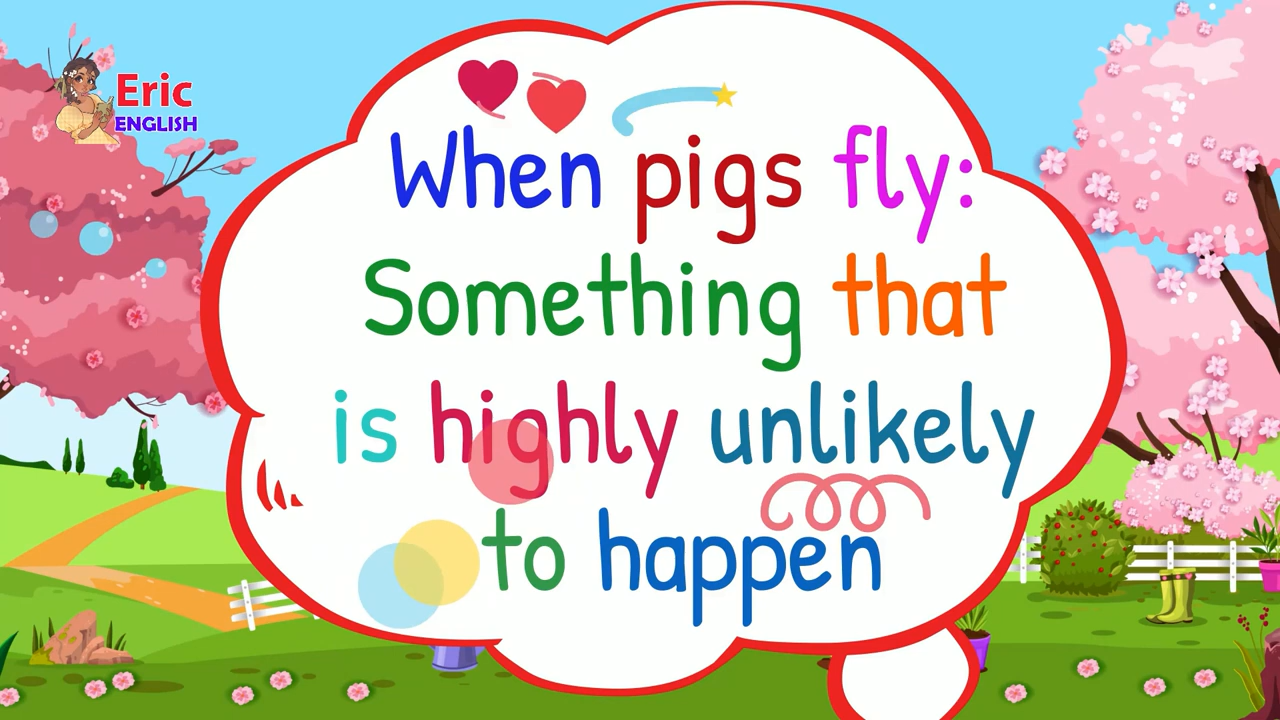 Eric
ENGLISH
When pigs fly:
Something that
is highly unlikely
to happen